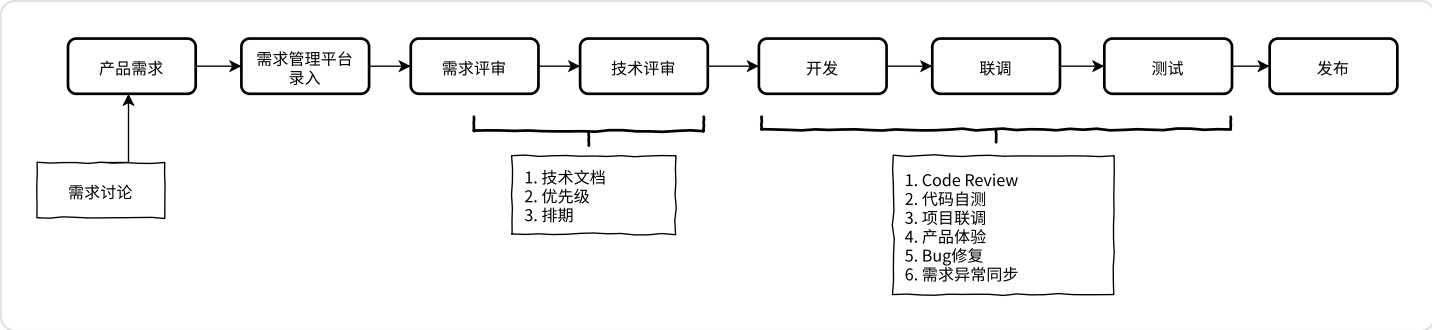 产品需求
需求管理平台
录入
需求评审
技术评审
开发
联调
测试
发布
需求讨论
1. 技术文档
2. 优先级
3. 排期
1. Code Review
2. 代码自测
3. 项目联调
4. 产品体验
5. Bug修复
6. 需求异常同步